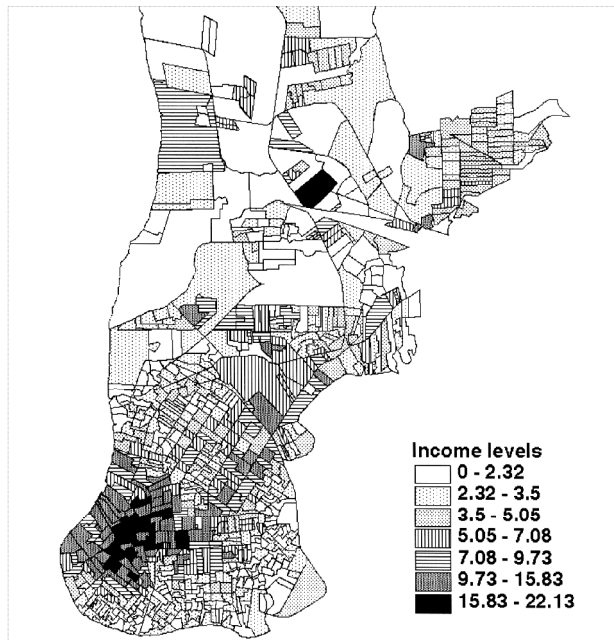 Income levels
0 - 2.32
2.32 - 3.5
3.5 - 5.05
5.05 - 7.08
7.08 - 9.73
9.73 - 15.83
15.83 - 22.13